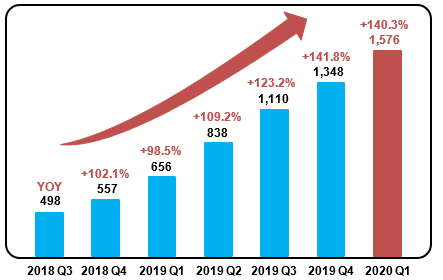 YOY
498
+102.1%
557
+98.5%
656
+109.2%
838
+123.2%
1,110
+141.8%
1,348
+140.3%
1,576
2018 Q3
2018 Q4
2019 Q1
2019 Q2
2019 Q3
2019 Q4
2020 Q1